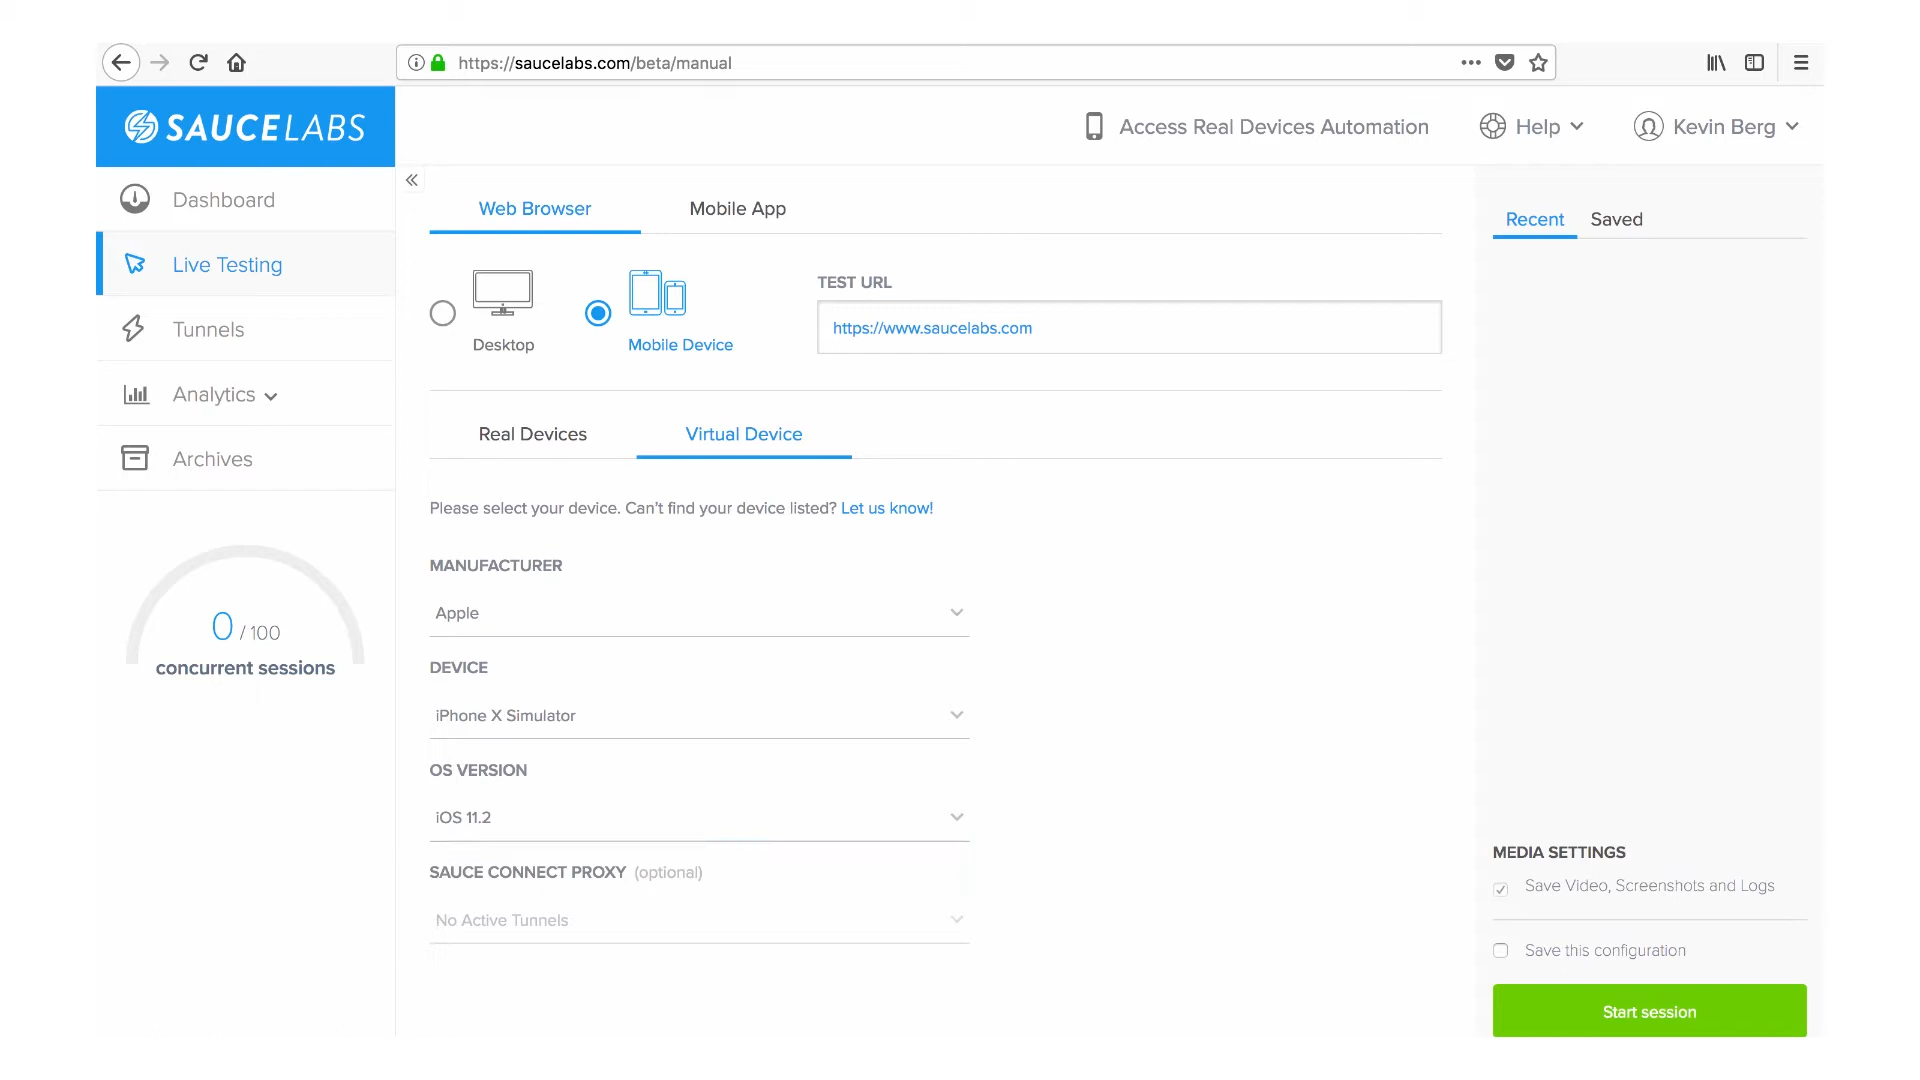 https://saucelabs.com/beta/manual
SAUCELABS
Access Real Devices Automation
Help
Kevin Berg
Dashboard
Live Testing
Tunnels
Analytics
Archives
0 / 100
concurrent sessions
Web Browser
Mobile App
Desktop
Mobile Device
TEST URL
https://www.saucelabs.com
Real Devices
Virtual Device
Please select your device. Can't find your device listed? Let us know!
MANUFACTURER
Apple
DEVICE
iPhone X Simulator
OS VERSION
iOS 11.2
SAUCE CONNECT PROXY (optional)
No Active Tunnels
Recent
Saved
MEDIA SETTINGS
Save Video, Screenshots and Logs
Save this configuration
Start session